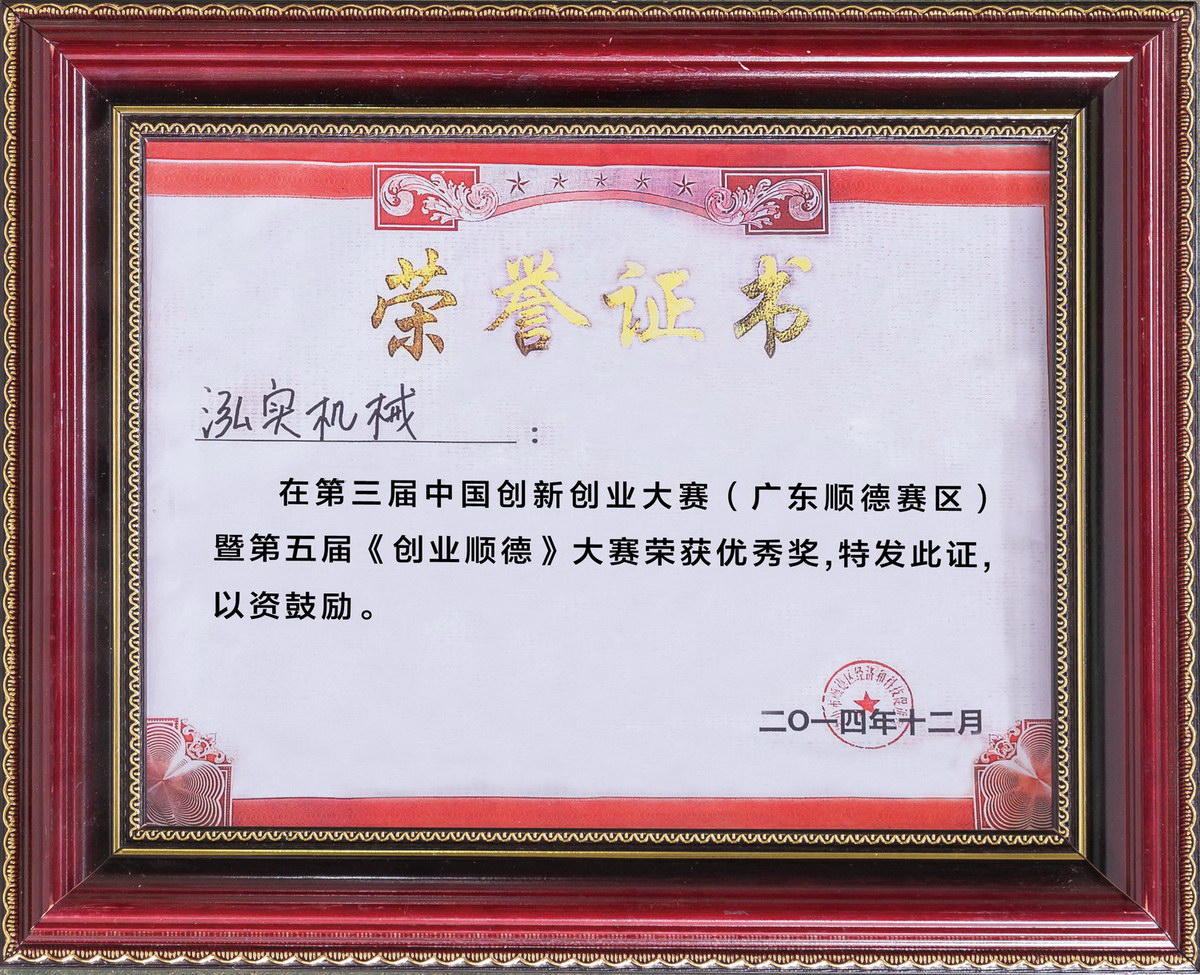 荣誉证书
泓实机械:
在第三届中国创新创业大赛（广东顺德赛区）
暨第五届《创业顺德》大赛荣获优秀奖,特发此证,
以资鼓励。
二〇一四年十二月